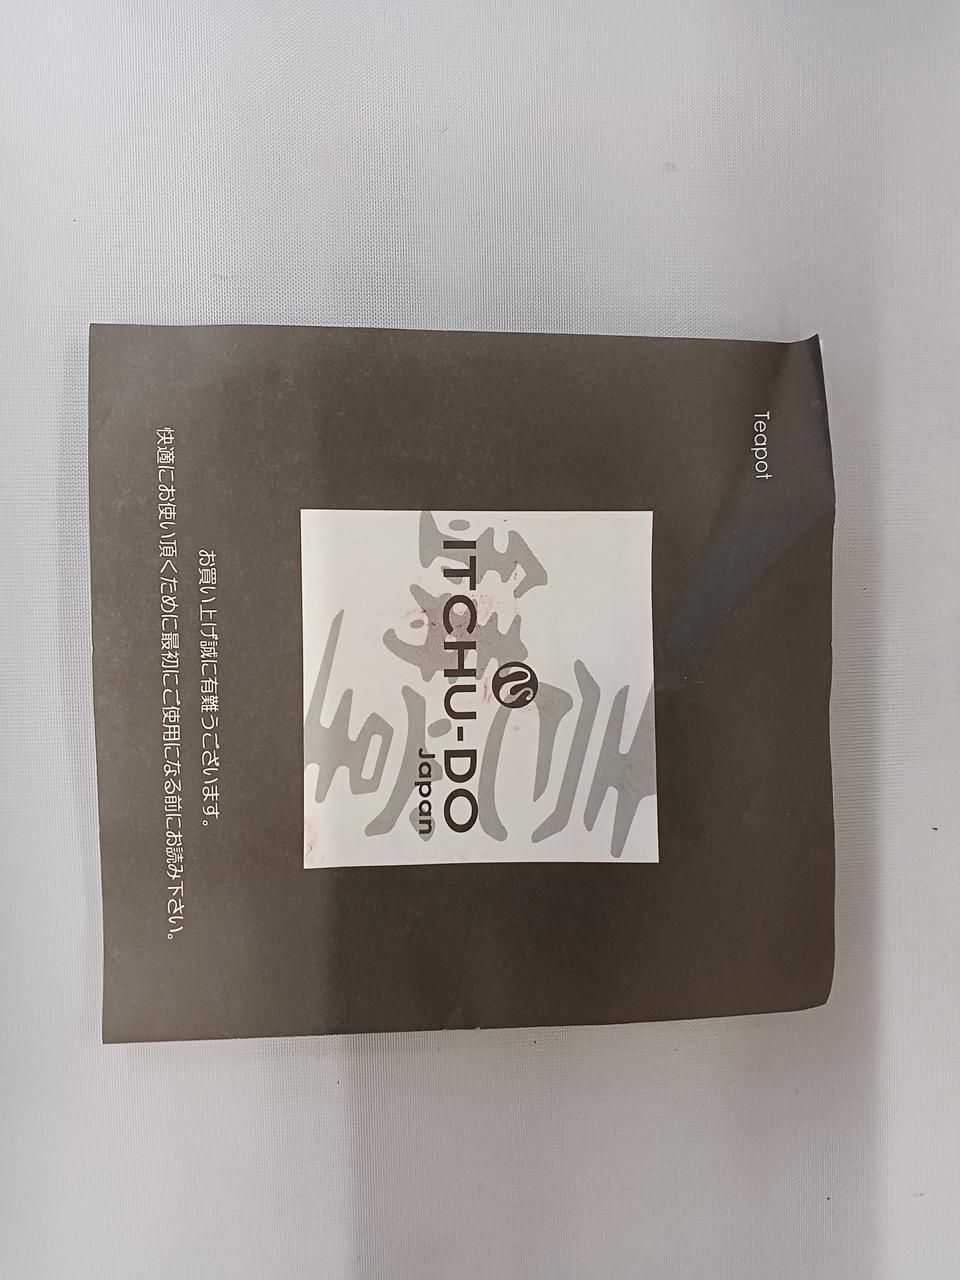 Teapot
ITCHU-DO
Japan
お買い上げ誠に有難うございます。
快適にお使い頂くために最初にご使用になる前にお読み下さい。